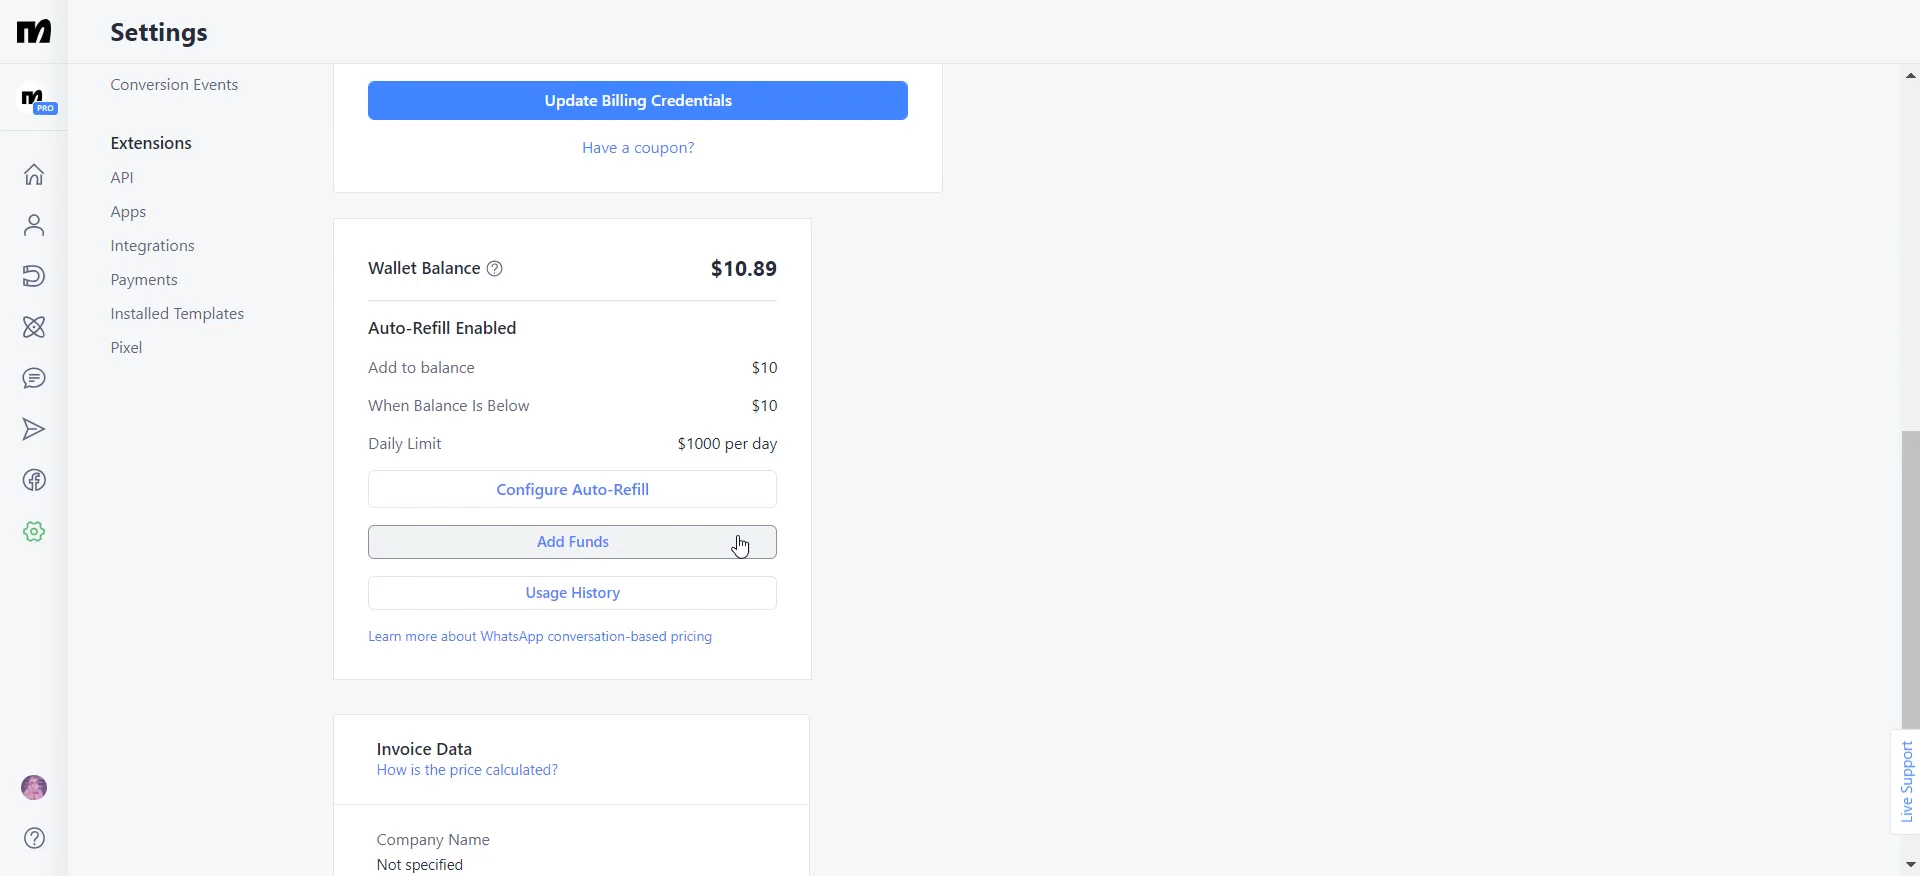 Settings
PRO
Conversion Events
Extensions
API
Apps
Integrations
Payments
Installed Templates
Pixel
Update Billing Credentials
Have a coupon?
Wallet Balance
$10.89
Auto-Refill Enabled
Add to balance $10
When Balance Is Below $10
Daily Limit $1000 per day
Configure Auto-Refill
Add Funds
Usage History
Learn more about WhatsApp conversation-based pricing
Invoice Data
How is the price calculated?
Company Name
Not specified
Live Support